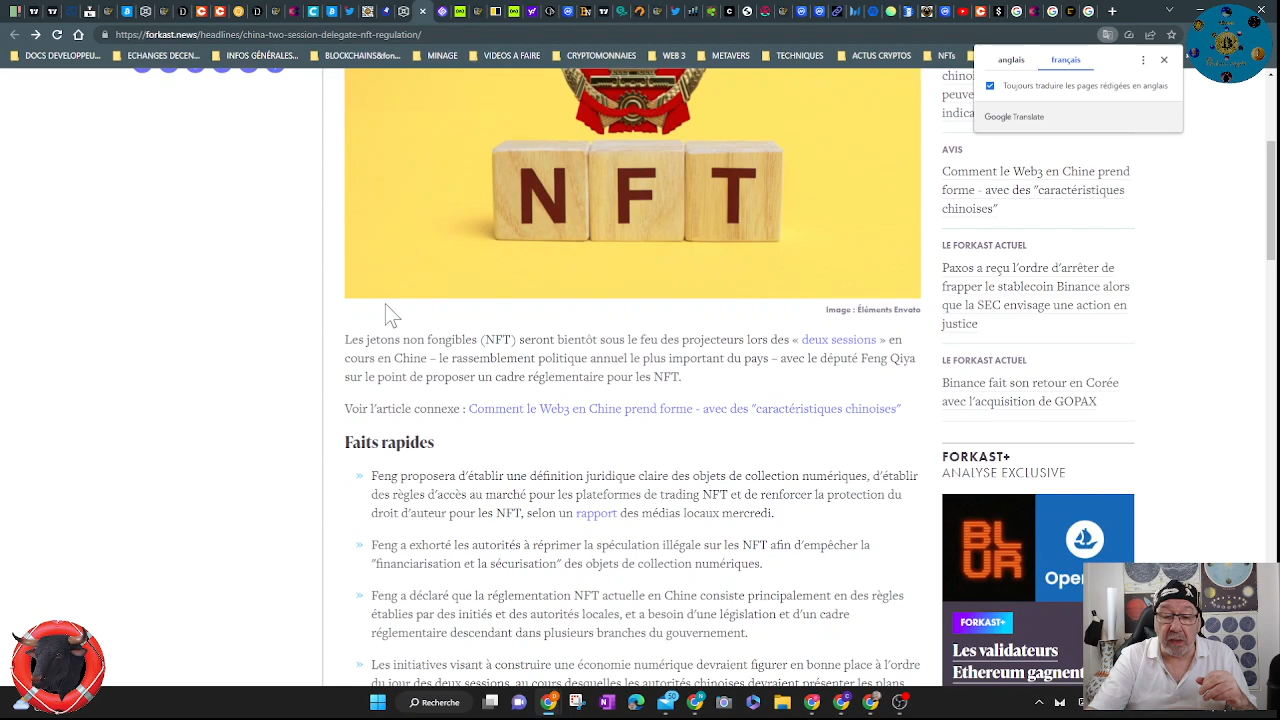 https://forkast.news/headlines/china-two-session-delegate-nft-regulation/
DOCS DEVELOPPEU...
ECHANGES DECEN...
INFOS GÉNÉRALES...
BLOCKCHAINS&fon...
MINAGE
VIDEOS A FAIRE
CRYPTOMONNAIES
WEB 3
METAVERS
TECHNIQUES
ACTUS CRYPTOS
NFTs
anglais
français
Toujours traduire les pages rédigées en anglais
Google Translate
N F T
Image : Éléments Envato
Les jetons non fongibles (NFT) seront bientôt sous le feu des projecteurs lors des « deux sessions » en
cours en Chine – le rassemblement politique annuel le plus important du pays – avec le député Feng Qiya
sur le point de proposer un cadre réglementaire pour les NFT.
Voir l'article connexe : Comment le Web3 en Chine prend forme - avec des "caractéristiques chinoises"
Faits rapides
» Feng proposera d'établir une définition juridique claire des objets de collection numériques, d'établir
des règles d'accès au marché pour les plateformes de trading NFT et de renforcer la protection du
droit d'auteur pour les NFT, selon un rapport des médias locaux mercredi.
» Feng a exhorté les autorités à réprimer la spéculation illégale sur les NFT afin d'empêcher la
"financiarisation et la sécurisation" des objets de collection numériques.
» Feng a déclaré que la réglementation NFT actuelle en Chine consiste principalement en des règles
établies par des initiés et des autorités locales, et a besoin d'une législation et d'un cadre
réglementaire descendant dans plusieurs branches du gouvernement.
» Les initiatives visant à construire une économie numérique devraient figurer en bonne place à l'ordre
du jour des deux sessions, au cours desquelles les autorités chinoises devraient présenter les plans
chinoi
peuve
indica
AVIS
Comment le Web3 en Chine prend
forme - avec des "caractéristiques
chinoises"
LE FORKAST ACTUEL
Paxos a reçu l'ordre d'arrêter de
frapper le stablecoin Binance alors
que la SEC envisage une action en
justice
LE FORKAST ACTUEL
Binance fait son retour en Corée
avec l'acquisition de GOPAX
FORKAST+
ANALYSE EXCLUSIVE
BLUR
Open
FORKAST+
Les validateurs
Ethereum gagnent
Recherche